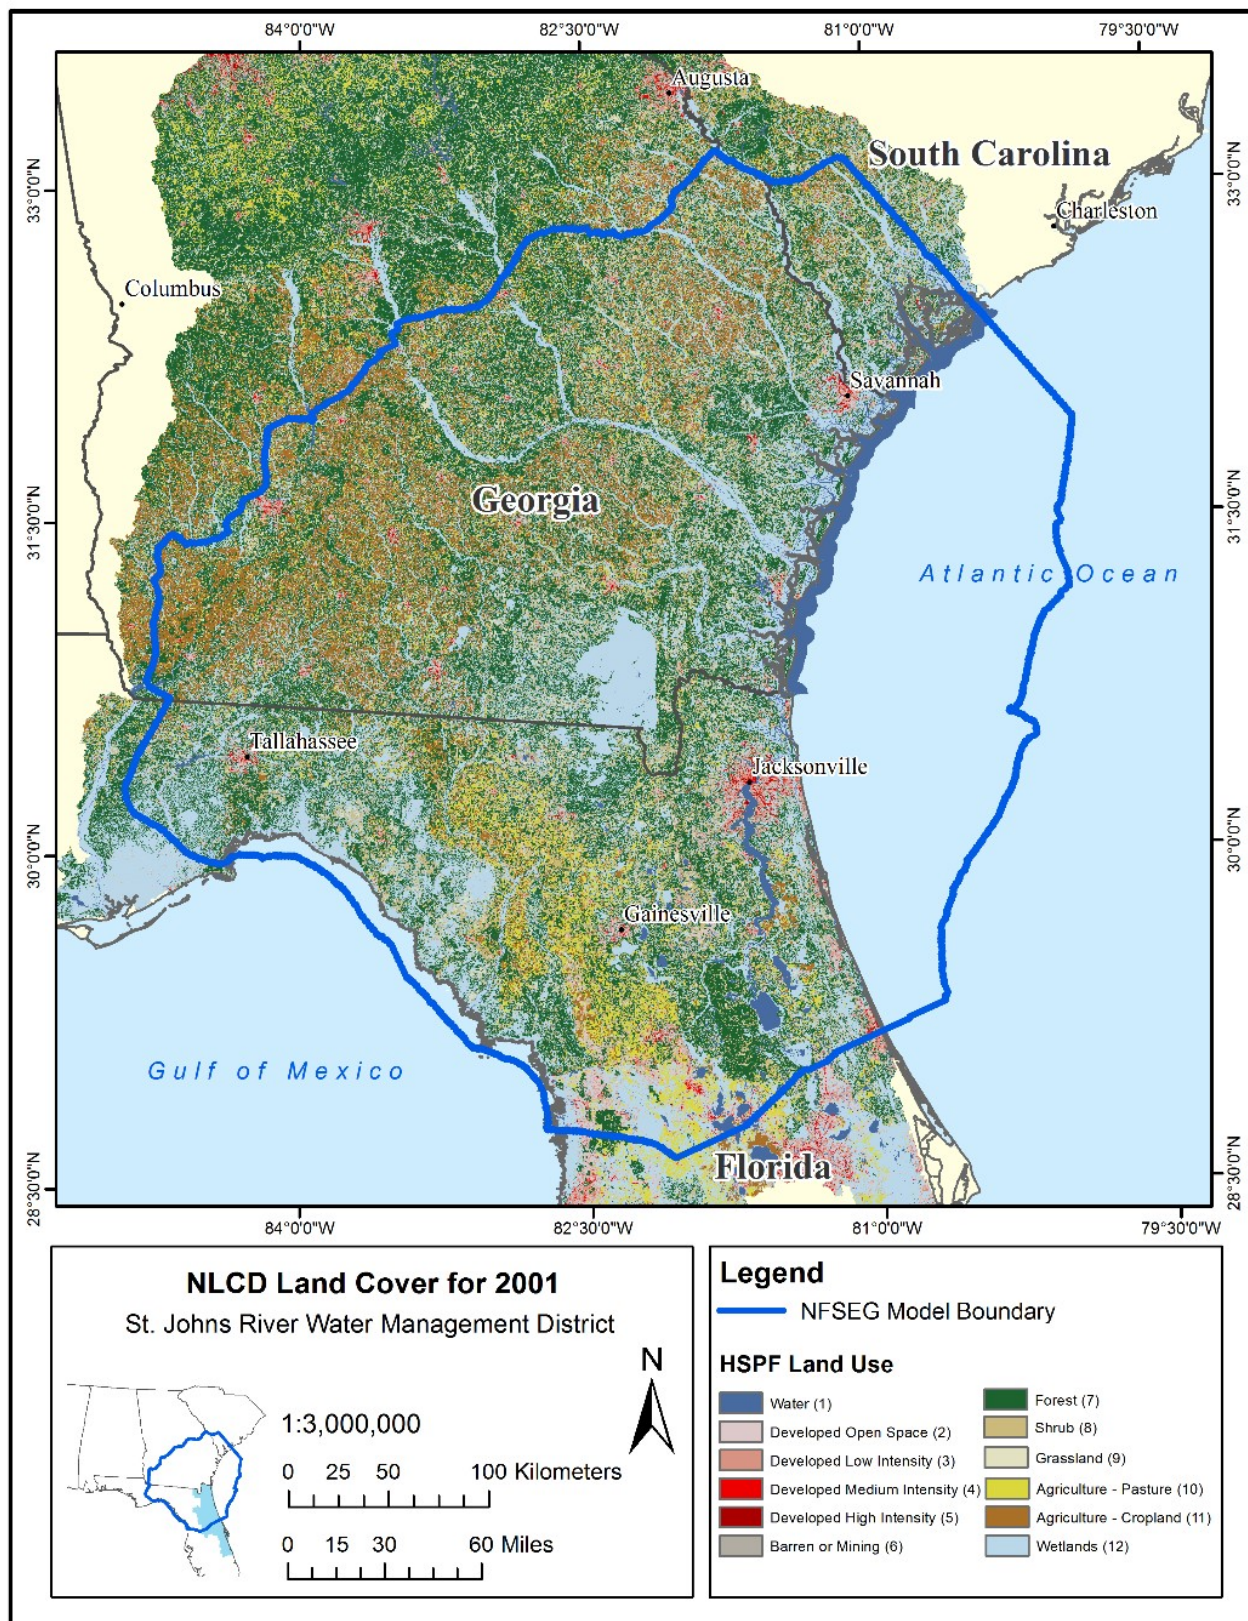 84°0'0"W 82°30'0"W 81°0'0"W 79°30'0"W
Augusta
South Carolina
33°0'0"N
33°0'0"N
Charleston
Columbus
Savannah
Georgia
31°30'0"N
31°30'0"N
Atlantic Ocean
Tallahassee
Jacksonville
30°0'0"N
30°0'0"N
Gainesville
Gulf of Mexico
Florida
28°30'0"N
28°30'0"N
84°0'0"W 82°30'0"W 81°0'0"W 79°30'0"W
NLCD Land Cover for 2001
St. Johns River Water Management District
N
1:3,000,000
0 25 50 100 Kilometers
0 15 30 60 Miles
Legend
NFSEG Model Boundary
HSPF Land Use
Water (1)
Developed Open Space (2)
Developed Low Intensity (3)
Developed Medium Intensity (4)
Developed High Intensity (5)
Barren or Mining (6)
Forest (7)
Shrub (8)
Grassland (9)
Agriculture - Pasture (10)
Agriculture - Cropland (11)
Wetlands (12)